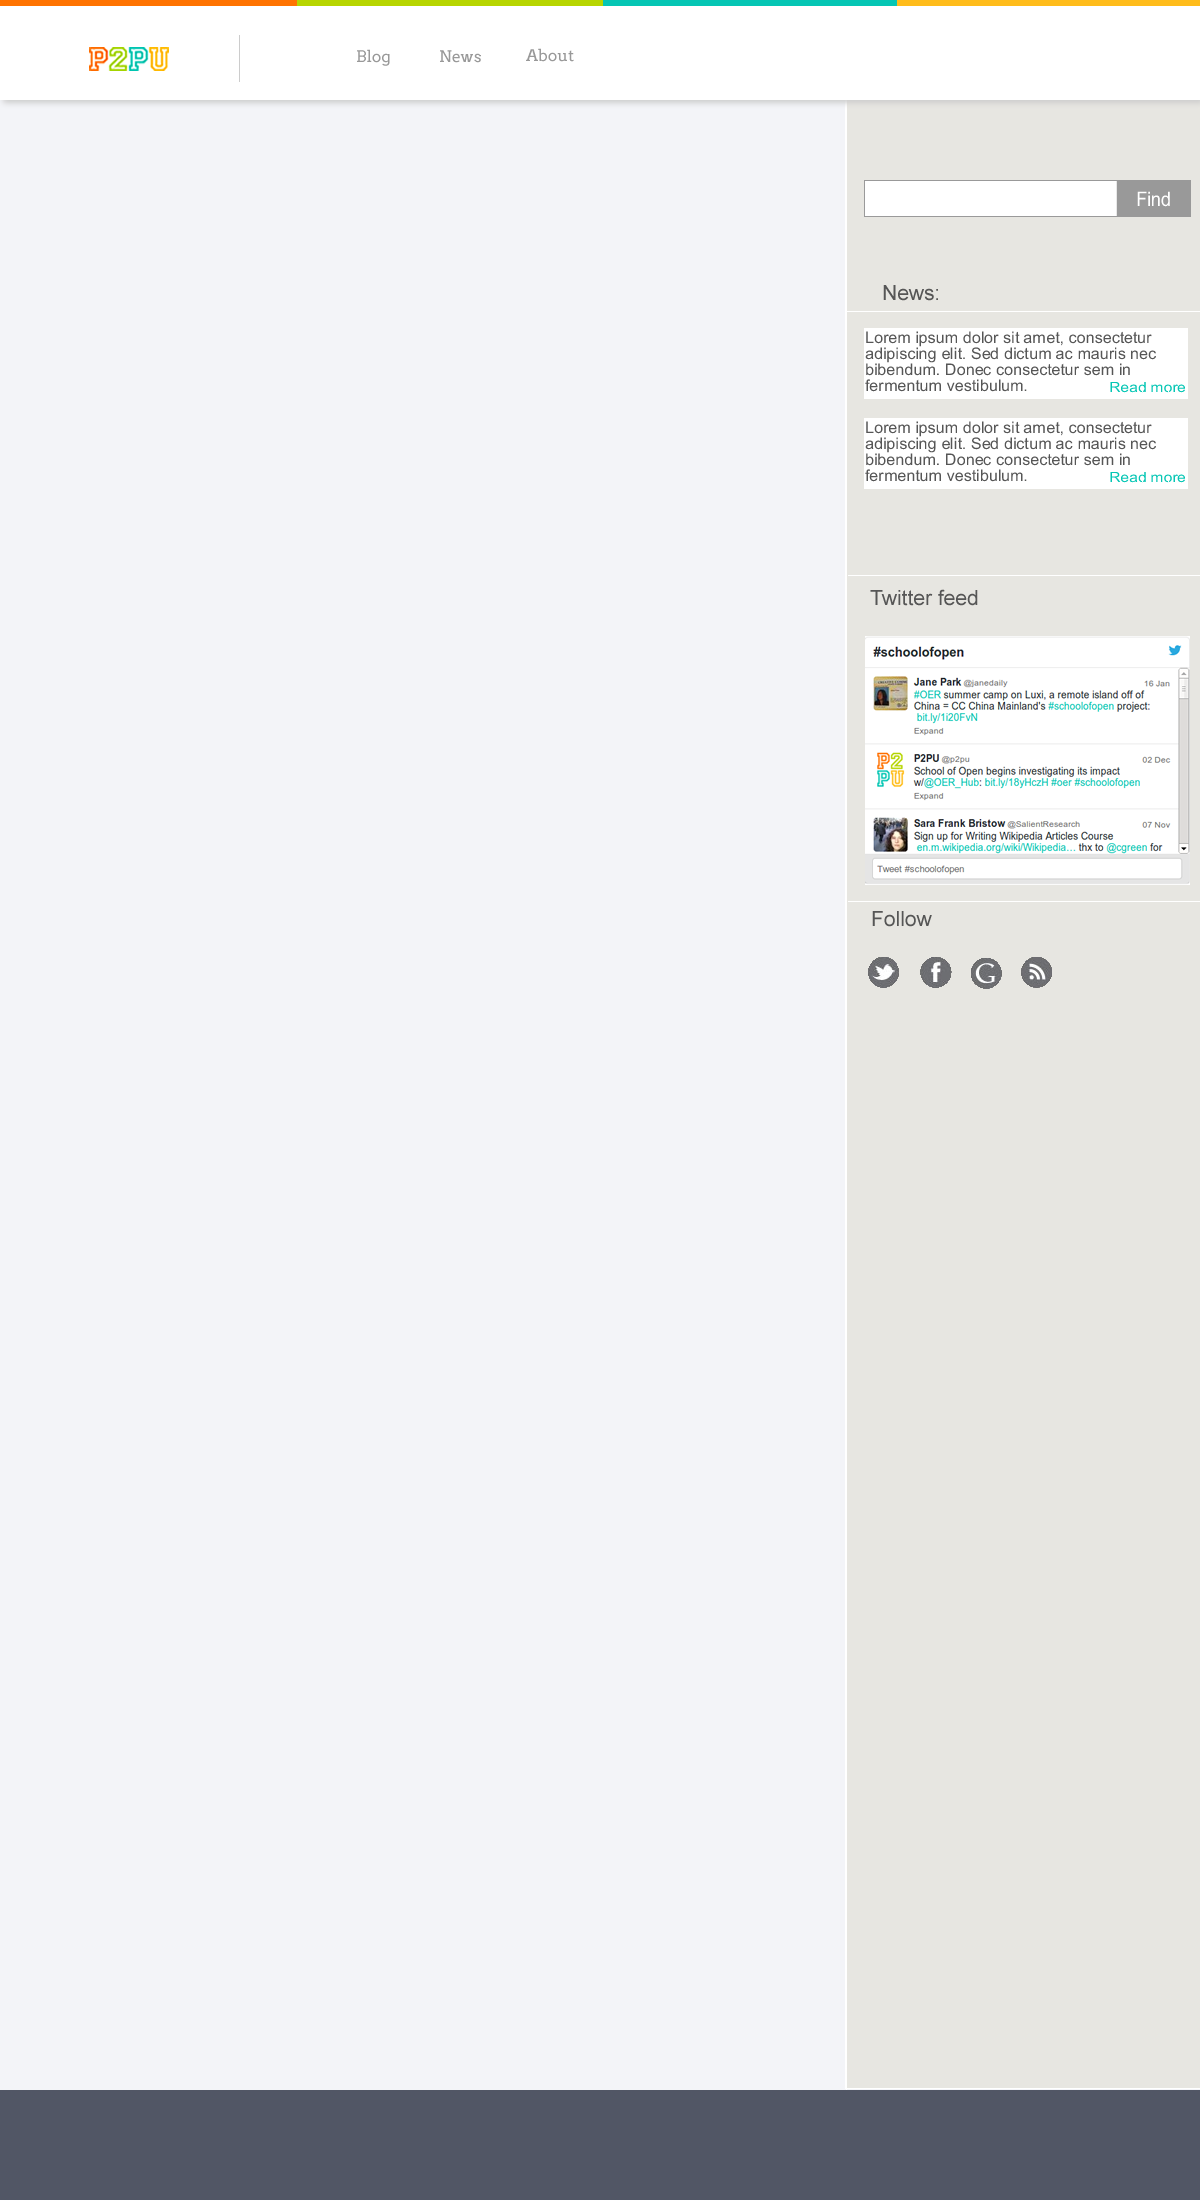 P2PU
Blog News About
Find
News:
Lorem ipsum dolor sit amet, consectetur
adipiscing elit. Sed dictum ac mauris nec
bibendum. Donec consectetur sem in
fermentum vestibulum. Read more
Lorem ipsum dolor sit amet, consectetur
adipiscing elit. Sed dictum ac mauris nec
bibendum. Donec consectetur sem in
fermentum vestibulum. Read more
Twitter feed
#schoolofopen
Jane Park @janedaily 16 Jan
#OER summer camp on Luxi, a remote island off of
China = CC China Mainland's #schoolofopen project:
bit.ly/1i20FvN
Expand
P2PU @p2pu 02 Dec
School of Open begins investigating its impact
w/@OER_Hub: bit.ly/18yHczH #oer #schoolofopen
Expand
P2
PU
Sara Frank Bristow @SalientResearch 07 Nov
Sign up for Writing Wikipedia Articles Course
en.m.wikipedia.org/wiki/Wikipedia… thx to @cgreen for
Tweet #schoolofopen
Follow
f G